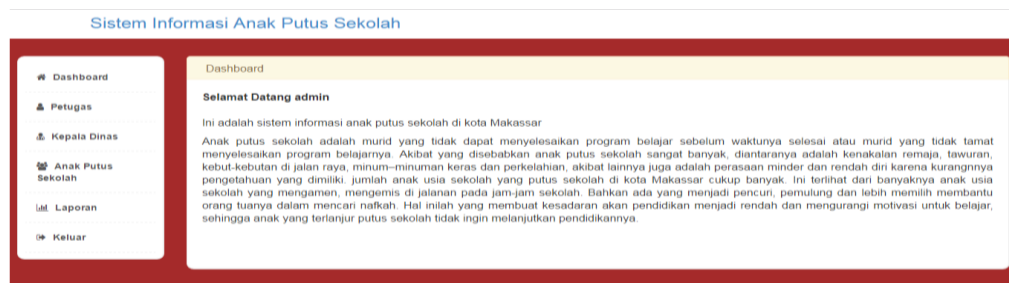 Sistem Informasi Anak Putus Sekolah
Dashboard
Petugas
Kepala Dinas
Anak Putus
Sekolah
Laporan
Keluar
Dashboard
Selamat Datang admin
Ini adalah sistem informasi anak putus sekolah di kota Makassar
Anak putus sekolah adalah murid yang tidak dapat menyelesaikan program belajar sebelum waktunya selesai atau murid yang tidak tamat
menyelesaikan program belajarnya. Akibat yang disebabkan anak putus sekolah sangat banyak, diantaranya adalah kenakalan remaja, tawuran,
kebut-kebutan di jalan raya, minum–minuman keras dan perkelahian, akibat lainnya juga adalah perasaan minder dan rendah diri karena kurangnnya
pengetahuan yang dimiliki. jumlah anak usia sekolah yang putus sekolah di kota Makassar cukup banyak. Ini terlihat dari banyaknya anak usia
sekolah yang mengamen, mengemis di jalanan pada jam-jam sekolah. Bahkan ada yang menjadi pencuri, pemulung dan lebih memilih membantu
orang tuanya dalam mencari nafkah. Hal inilah yang membuat kesadaran akan pendidikan menjadi rendah dan mengurangi motivasi untuk belajar,
sehingga anak yang terlanjur putus sekolah tidak ingin melanjutkan pendidikannya.